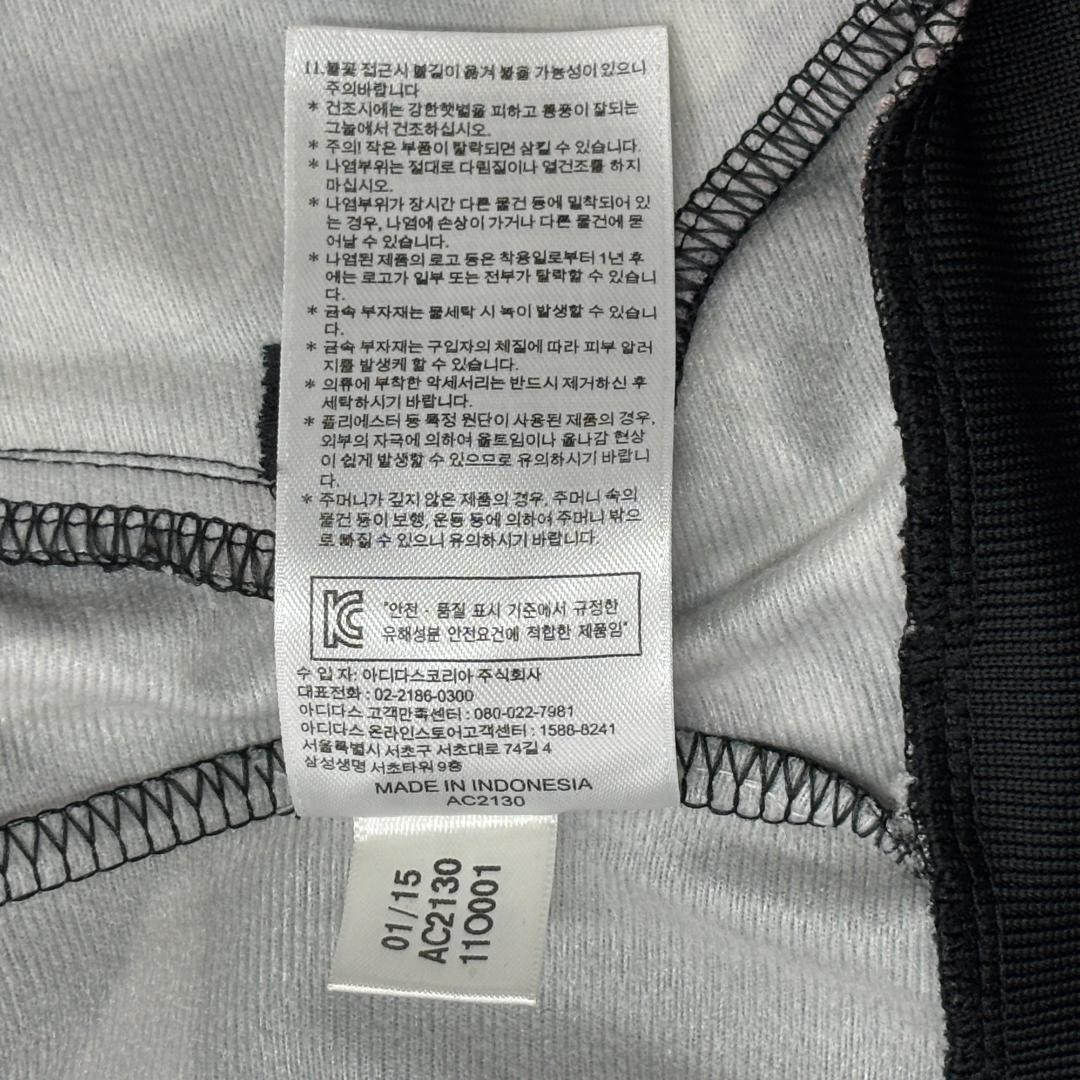 11.불꽃 접근시 불길이 옮겨 붙을 가능성이 있으니
주의바랍니다
* 건조시에는 강한햇볕을 피하고 통풍이 잘되는
그늘에서 건조하십시오.
* 주의! 작은 부품이 탈락되면 삼킬 수 있습니다.
* 나염부위는 절대로 다림질이나 열건조를 하지
마십시오.
* 나염부위가 장시간 다른 물건 등에 밀착되어 있
는 경우, 나염에 손상이 가거나 다른 물건에 묻
어날 수 있습니다.
* 나염된 제품의 로고 등은 착용일로부터 1년 후
에는 로고가 일부 또는 전부가 탈락할 수 있습니
다.
* 금속 부자재는 물세탁 시 녹이 발생할 수 있습니
다.
* 금속 부자재는 구입자의 체질에 따라 피부 알러
지를 발생케 할 수 있습니다.
* 의류에 부착한 악세서리는 반드시 제거하신 후
세탁하시기 바랍니다.
* 폴리에스터 등 특정 원단이 사용된 제품의 경우,
외부의 자극에 의하여 올트임이나 올나감 현상
이 쉽게 발생할 수 있으므로 유의하시기 바랍니
다.
* 주머니가 깊지 않은 제품의 경우, 주머니 속의
물건 등이 보행, 운동 등에 의하여 주머니 밖으
로 빠질 수 있으니 유의하시기 바랍니다.
KC
"안전 · 품질 표시 기준에서 규정한
유해성분 안전요건에 적합한 제품임"
수 입 자: 아디다스코리아 주식회사
대표전화 : 02-2186-0300
아디다스 고객만족센터 : 080-022-7981
아디다스 온라인스토어고객센터 : 1588-8241
서울특별시 서초구 서초대로 74길 4
삼성생명 서초타워 9층
MADE IN INDONESIA
AC2130
01/15
AC2130
110001